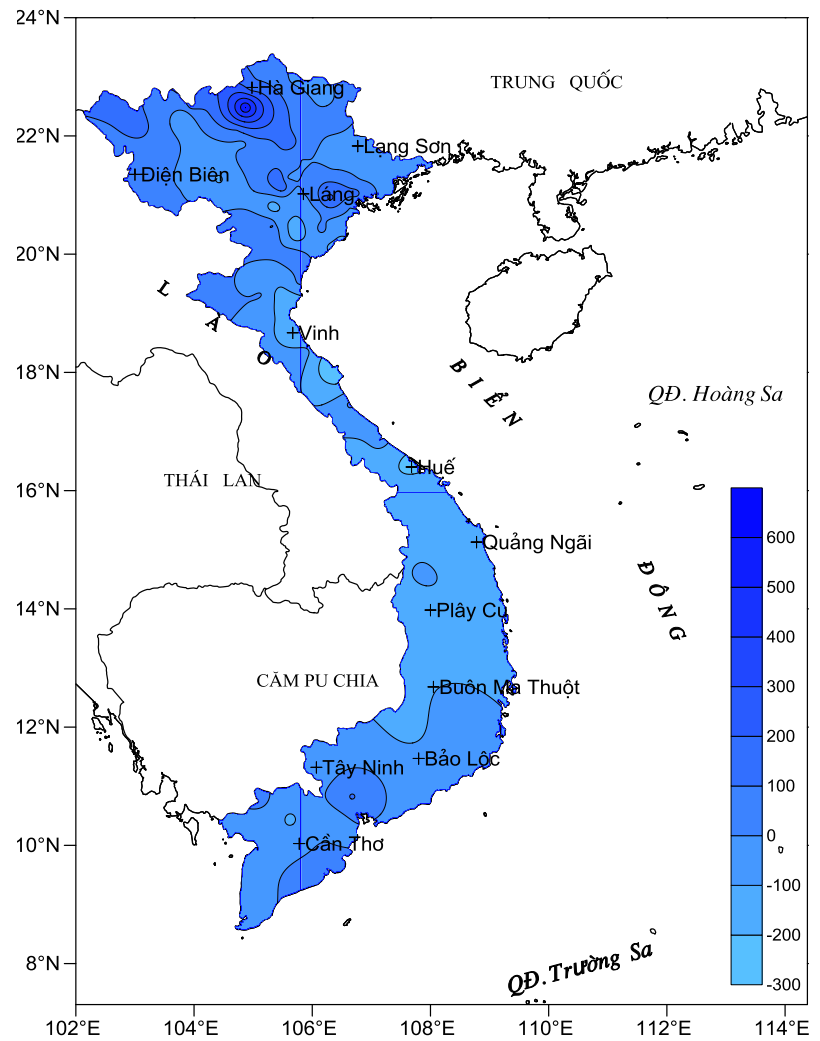 24°N
22°N
20°N
18°N
16°N
14°N
12°N
10°N
8°N
102°E
104°E
106°E
108°E
110°E
112°E
114°E
TRUNG QUỐC
Hà Giang
Lạng Sơn
Điện Biên
Láng
LÀO
Vinh
BIỂN
QĐ. Hoàng Sa
Huế
THÁI LAN
Quảng Ngãi
ĐÔNG
Plây Cu
CĂM PU CHIA
Buôn Ma Thuột
Bảo Lộc
Tây Ninh
Cần Thơ
QĐ. Trường Sa
600
500
400
300
200
100
0
-100
-200
-300